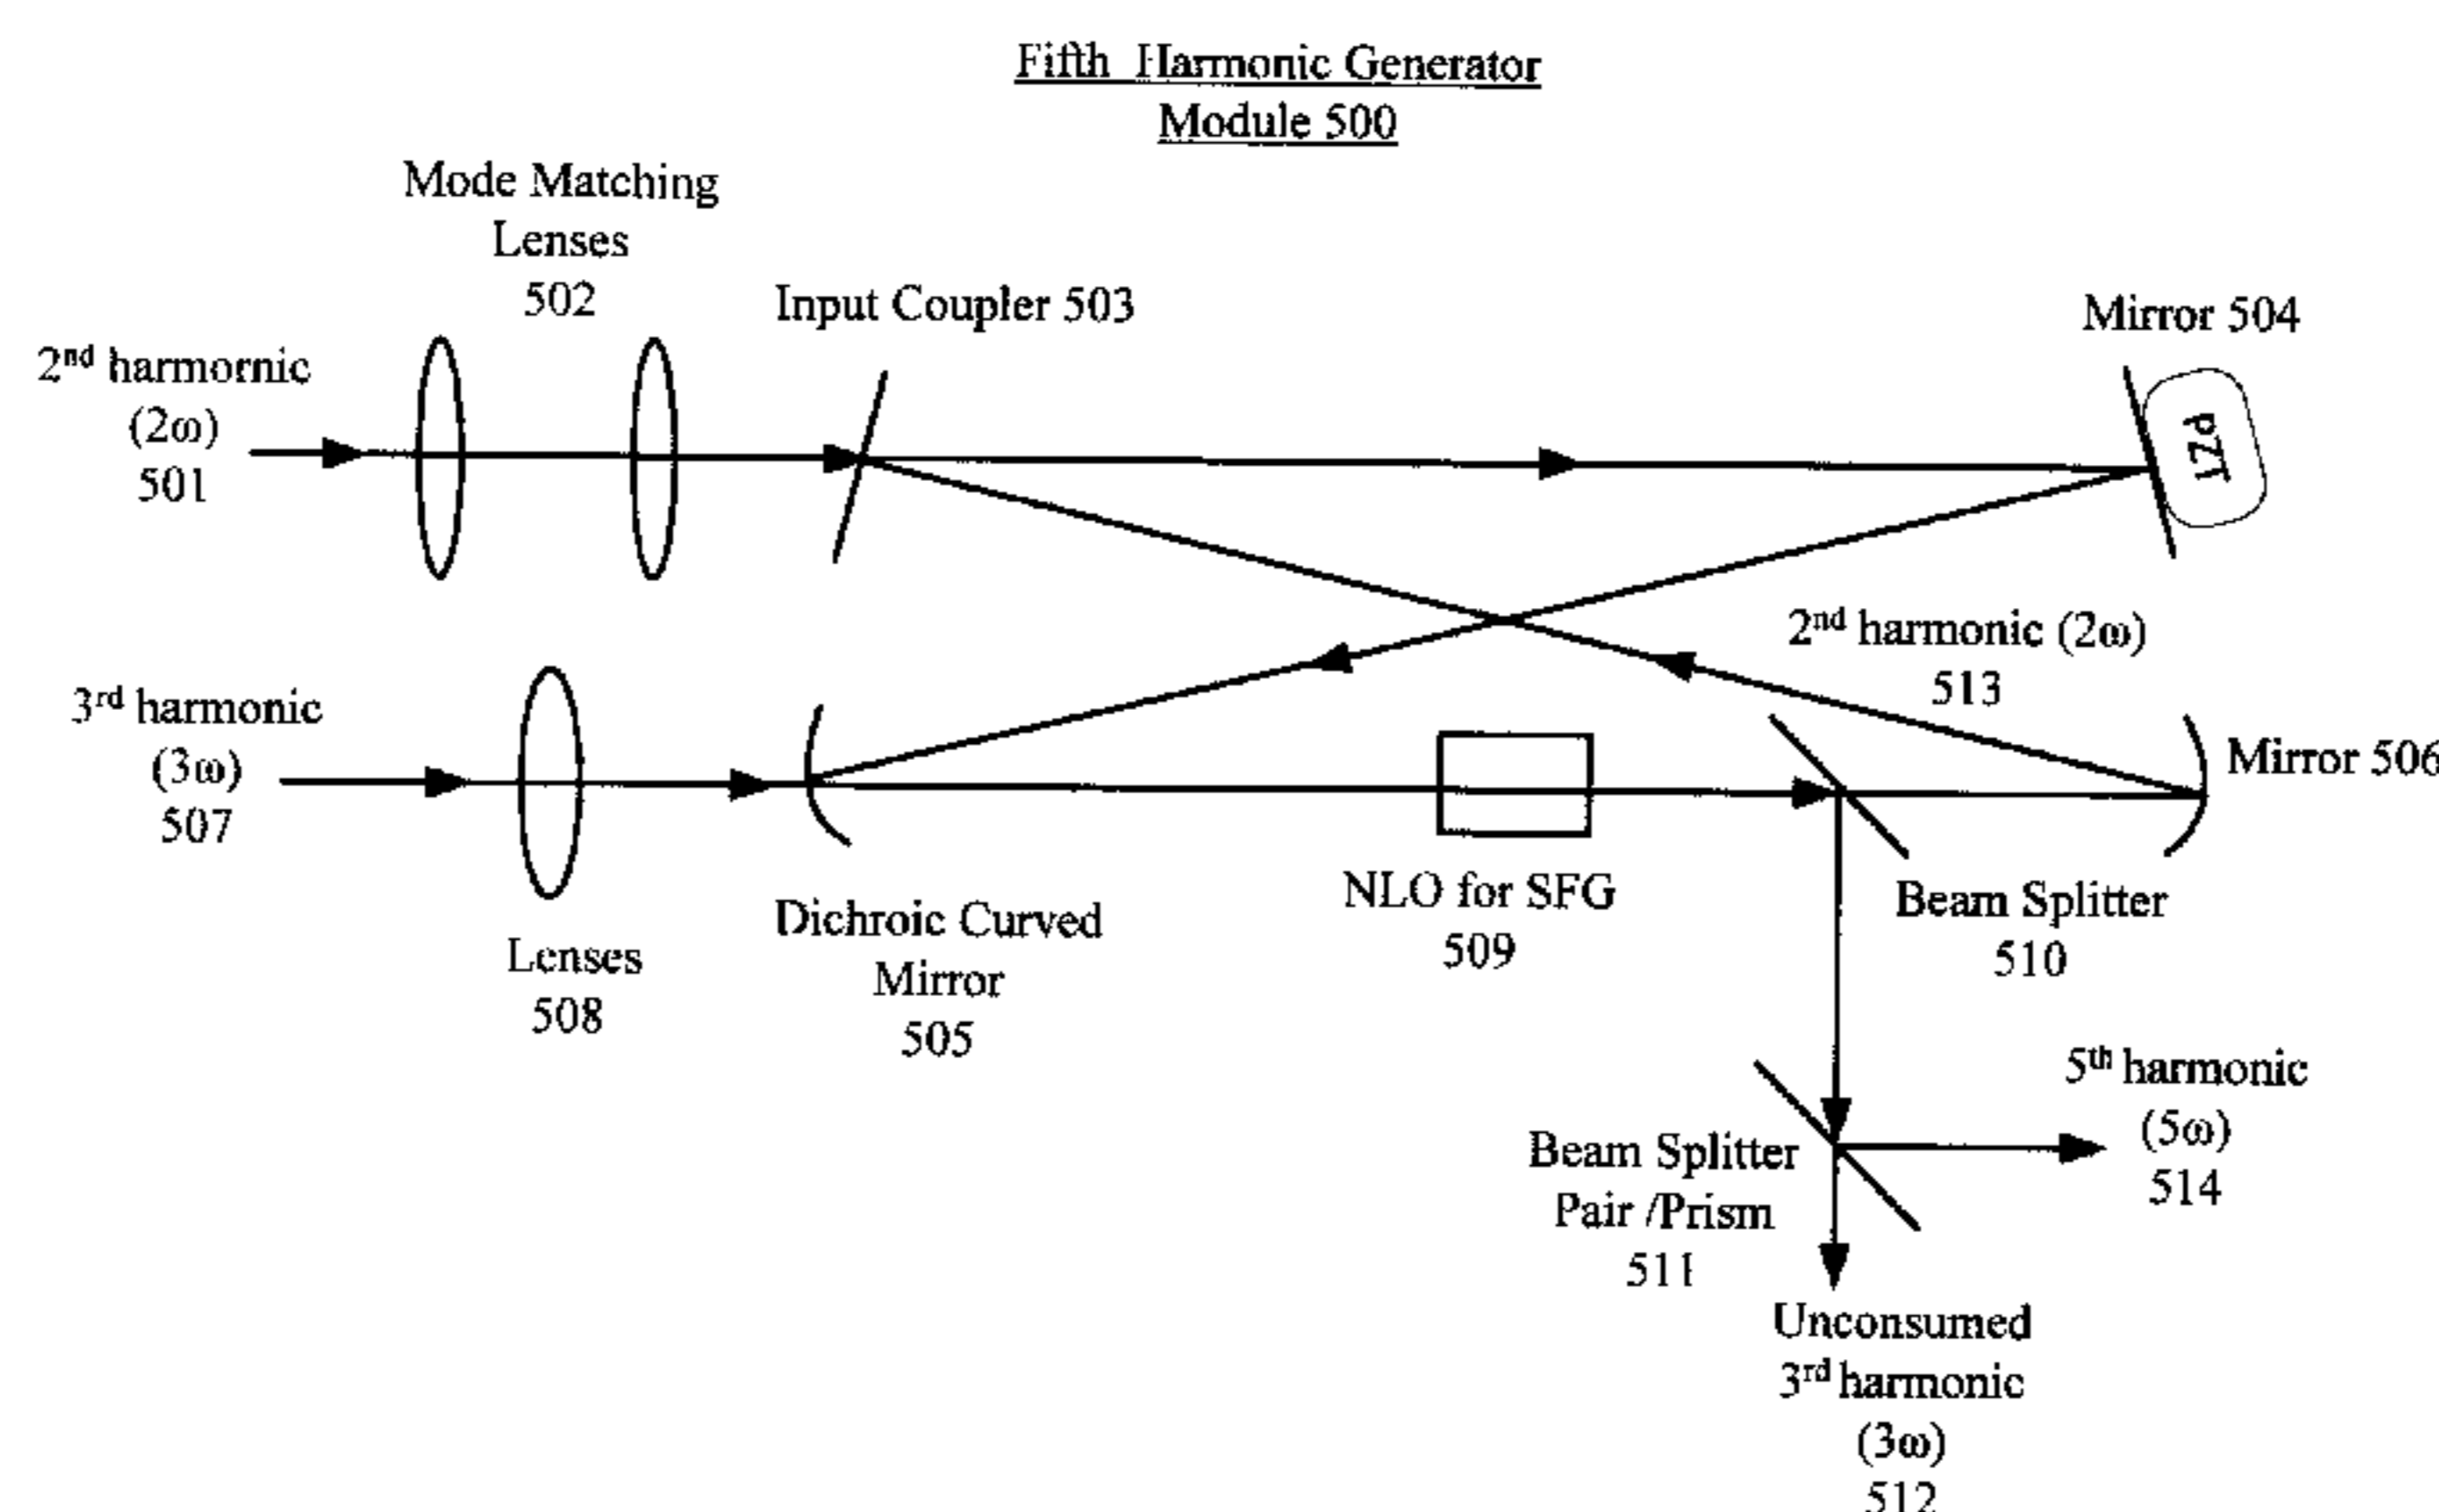 Fifth Harmonic Generator
Module 500
Mode Matching
Lenses
502
Input Coupler 503
Mirror 504
PZT
2nd harmornic
(2ω)
501
2nd harmonic (2ω)
513
3rd harmonic
(3ω)
507
Mirror 506
NLO for SFG
509
Beam Splitter
510
Dichroic Curved
Mirror
505
Lenses
508
5th harmonic
(5ω)
514
Beam Splitter
Pair /Prism
511
Unconsumed
3rd harmonic
(3ω)
512